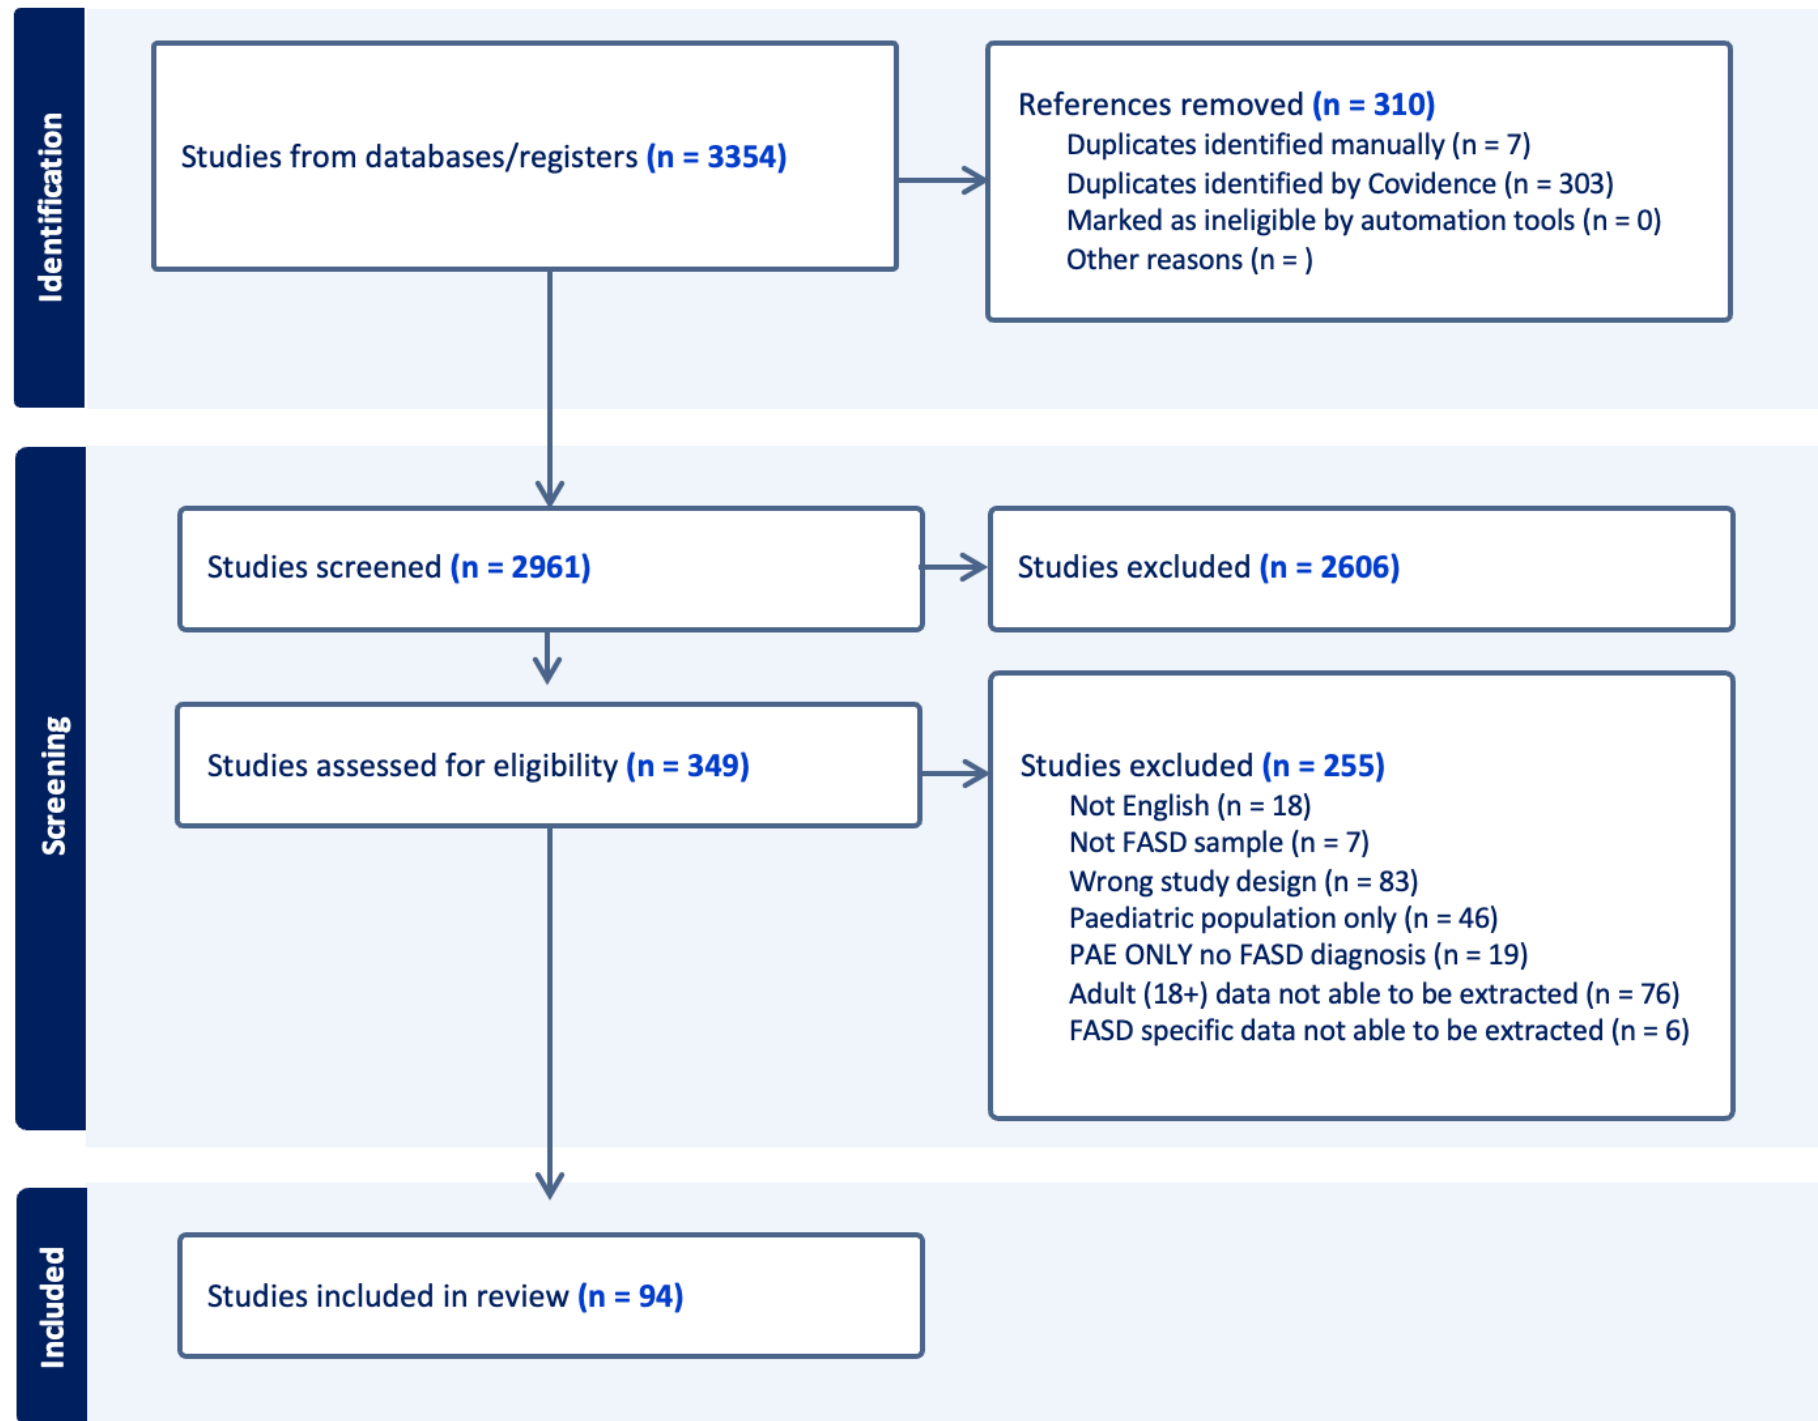 Identification
Studies from databases/registers (n = 3354)
References removed (n = 310)
Duplicates identified manually (n = 7)
Duplicates identified by Covidence (n = 303)
Marked as ineligible by automation tools (n = 0)
Other reasons (n = )
Screening
Studies screened (n = 2961)
Studies excluded (n = 2606)
Studies assessed for eligibility (n = 349)
Studies excluded (n = 255)
Not English (n = 18)
Not FASD sample (n = 7)
Wrong study design (n = 83)
Paediatric population only (n = 46)
PAE ONLY no FASD diagnosis (n = 19)
Adult (18+) data not able to be extracted (n = 76)
FASD specific data not able to be extracted (n = 6)
Included
Studies included in review (n = 94)